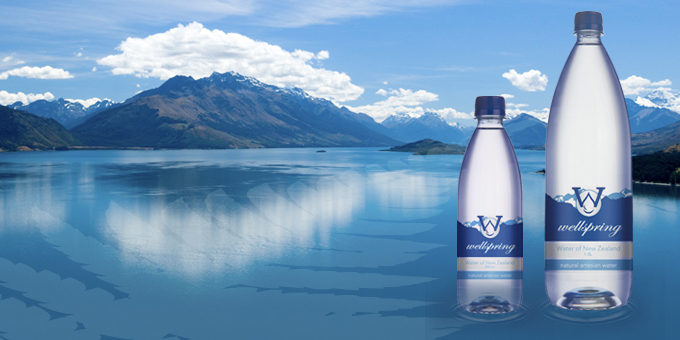 W
wellspring
Water of New Zealand
natural artesian water
W
wellspring
Water of New Zealand
natural artesian water